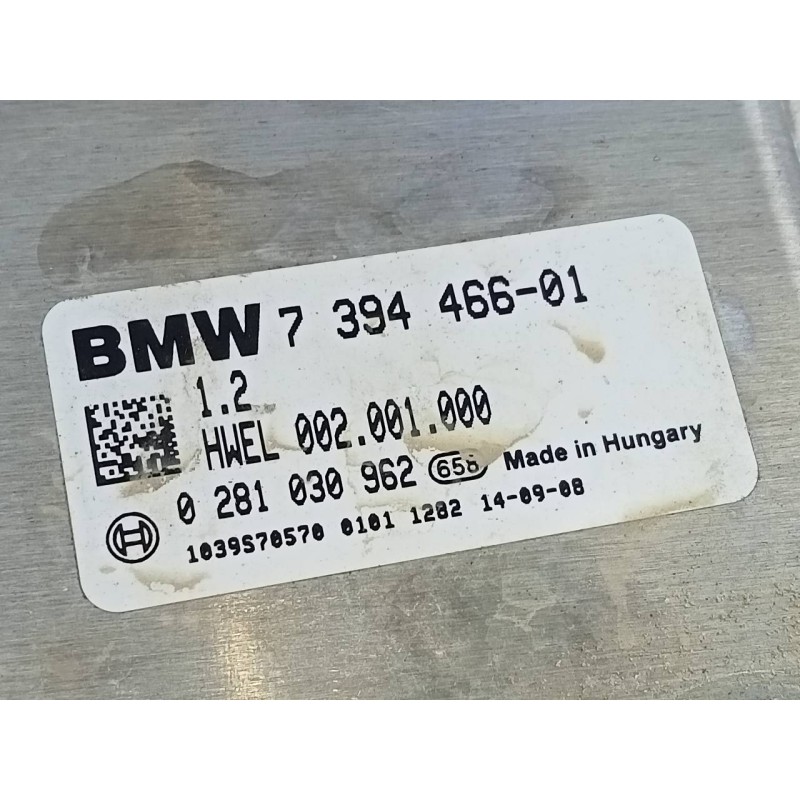 BMW 7 394 466-01
1.2
HWEL 002.001.000
0 281 030 962 658 Made in Hungary
1039S70570 0101 1282 14-09-08